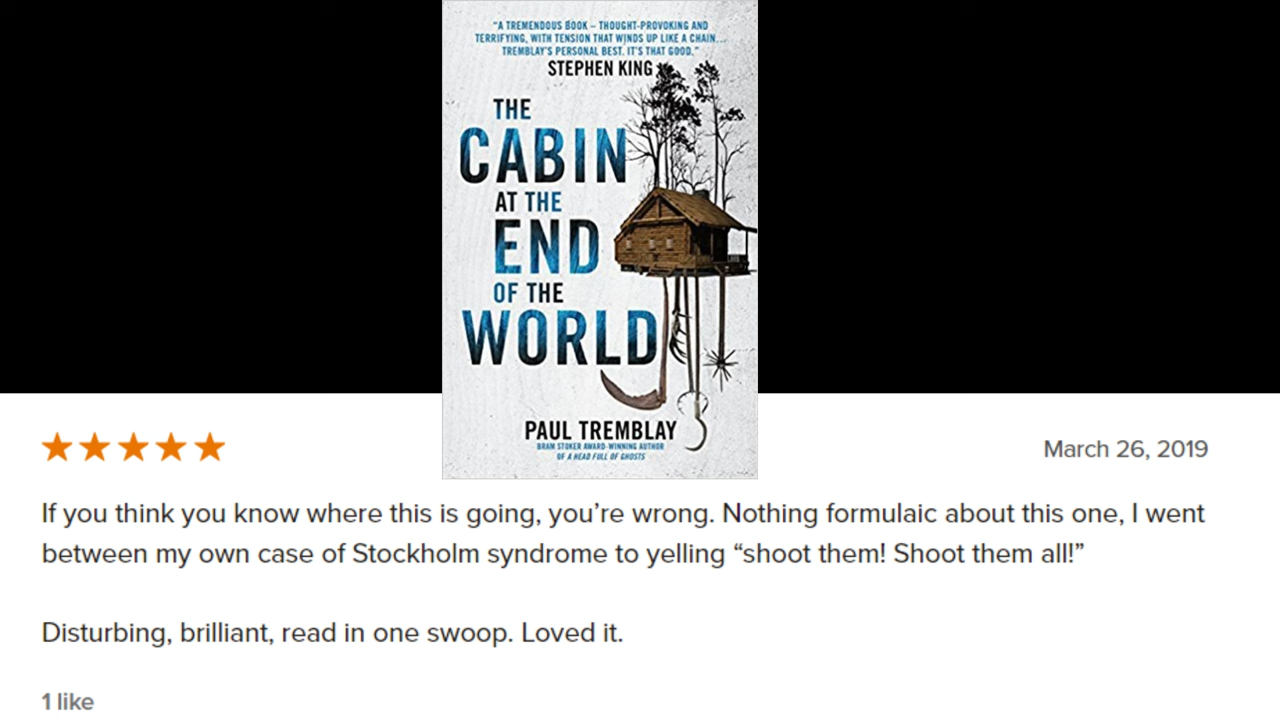 "A TREMENDOUS BOOK – THOUGHT-PROVOKING AND
TERRIFYING, WITH TENSION THAT WINDS UP LIKE A CHAIN...
TREMBLAY'S PERSONAL BEST. IT'S THAT GOOD."
STEPHEN KING
THE
CABIN
AT THE
END
OF THE
WORLD
PAUL TREMBLAY
BRAM STOKER AWARD-WINNING AUTHOR
OF A HEAD FULL OF GHOSTS
March 26, 2019
If you think you know where this is going, you’re wrong. Nothing formulaic about this one, I went
between my own case of Stockholm syndrome to yelling “shoot them! Shoot them all!”
Disturbing, brilliant, read in one swoop. Loved it.
1 like